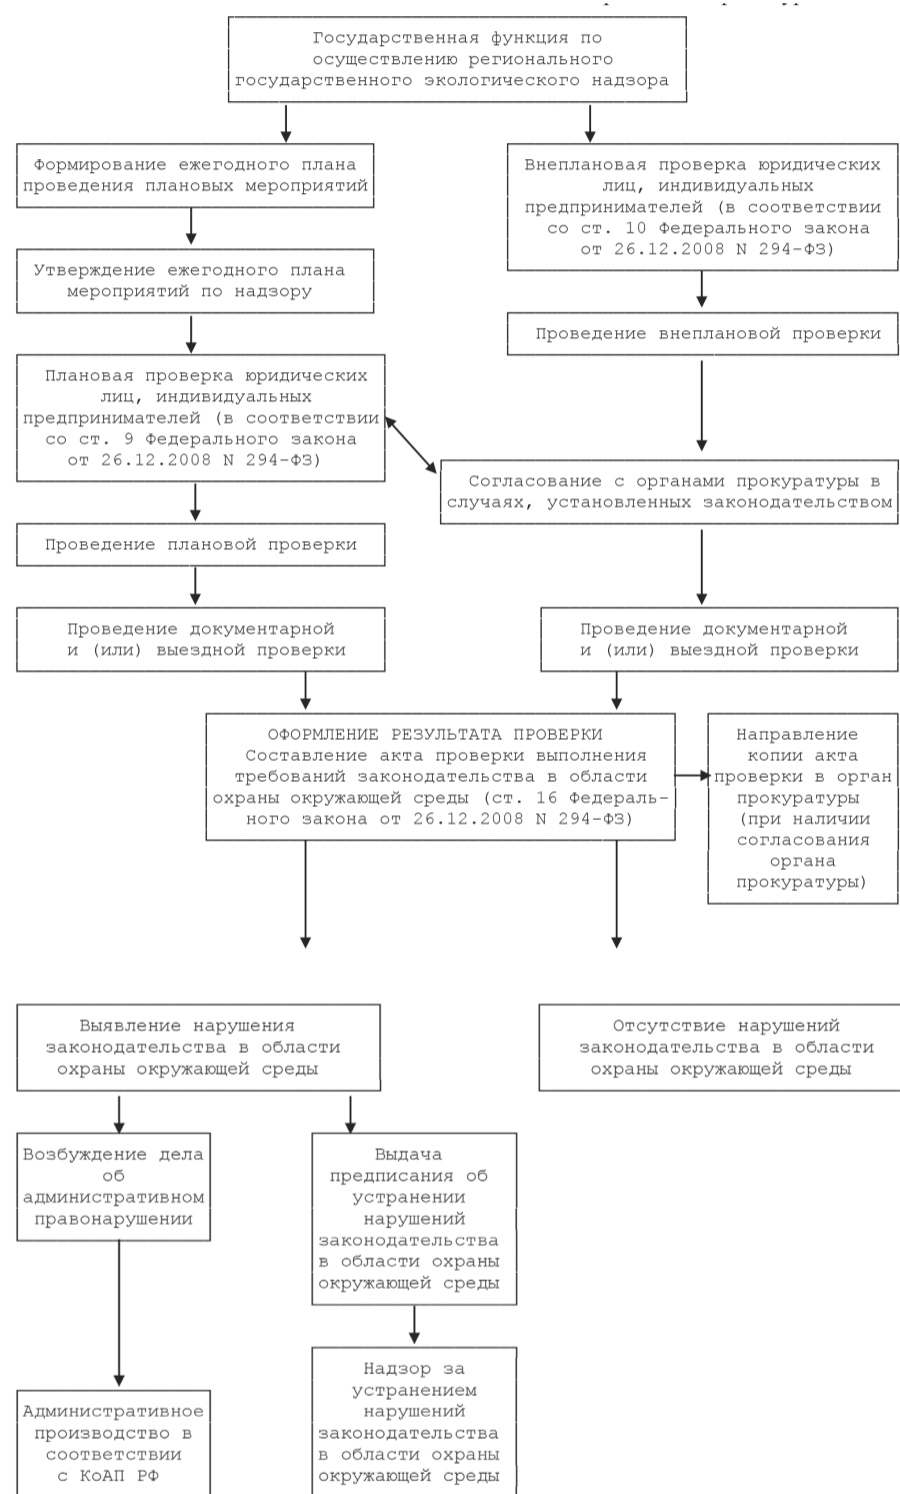 Государственная функция по
осуществлению регионального
государственного экологического надзора
Формирование ежегодного плана
проведения плановых мероприятий
Внеплановая проверка юридических
лиц, индивидуальных
предпринимателей (в соответствии
со ст. 10 Федерального закона
от 26.12.2008 N 294-ФЗ)
Утверждение ежегодного плана
мероприятий по надзору
Проведение внеплановой проверки
Плановая проверка юридических
лиц, индивидуальных
предпринимателей (в соответствии
со ст. 9 Федерального закона
от 26.12.2008 N 294-ФЗ)
Согласование с органами прокуратуры в
случаях, установленных законодательством
Проведение плановой проверки
Проведение документарной
и (или) выездной проверки
Проведение документарной
и (или) выездной проверки
ОФОРМЛЕНИЕ РЕЗУЛЬТАТА ПРОВЕРКИ
Составление акта проверки выполнения
требований законодательства в области
охраны окружающей среды (ст. 16 Федераль-
ного закона от 26.12.2008 N 294-ФЗ)
Направление
копии акта
проверки в орган
прокуратуры
(при наличии
согласования
органа
прокуратуры)
Выявление нарушения
законодательства в области
охраны окружающей среды
Отсутствие нарушений
законодательства в области
охраны окружающей среды
Возбуждение дела
об
административном
правонарушении
Выдача
предписания об
устранении
нарушений
законодательства
в области охраны
окружающей среды
Административное
производство в
соответствии
с КоАП РФ
Надзор за
устранением
нарушений
законодательства
в области охраны
окружающей среды